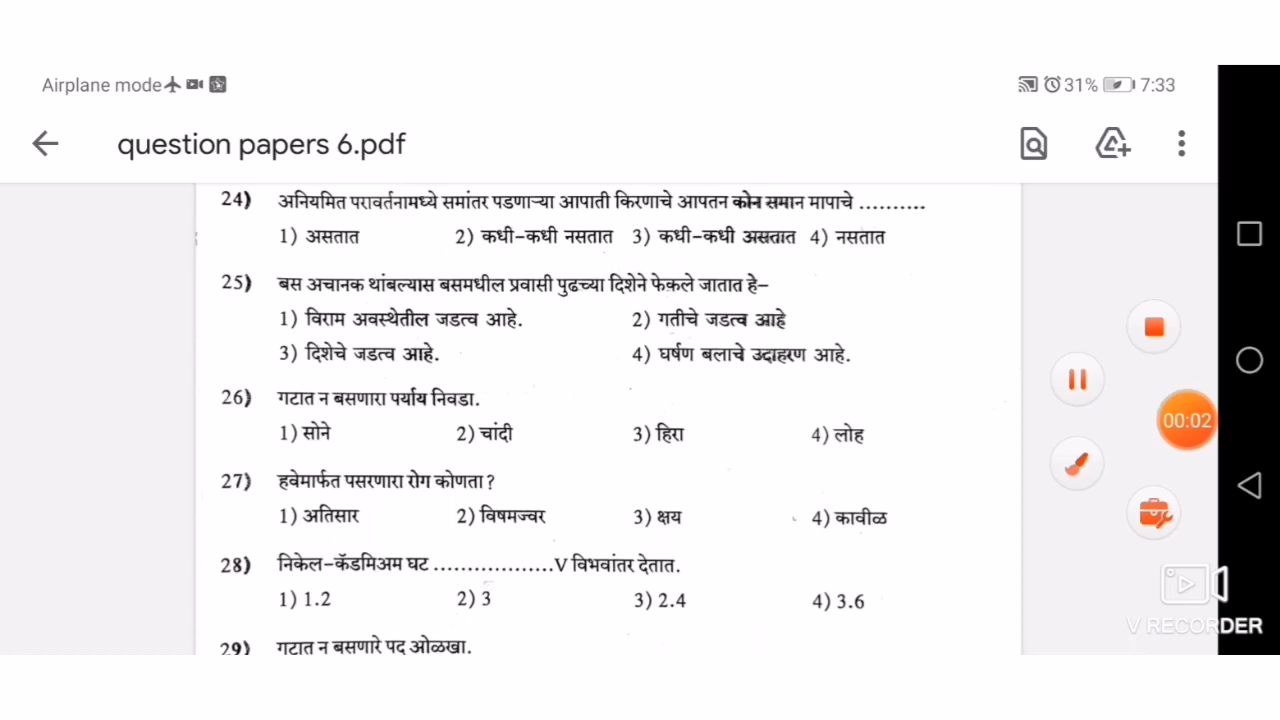 Airplane mode 31% 7:33
question papers 6.pdf
24) अनियमित परावर्तनामध्ये समांतर पडणाऱ्या आपाती किरणाचे आपतन कोन समान मापाचे ..........
1) असतात 2) कधी-कधी नसतात 3) कधी-कधी असतात 4) नसतात
25) बस अचानक थांबल्यास बसमधील प्रवासी पुढच्या दिशेने फेकले जातात हे-
1) विराम अवस्थेतील जडत्व आहे. 2) गतीचे जडत्व आहे
3) दिशेचे जडत्व आहे. 4) घर्षण बलाचे उदाहरण आहे.
26) गटात न बसणारा पर्याय निवडा.
1) सोने 2) चांदी 3) हिरा 4) लोह
27) हवेमार्फत पसरणारा रोग कोणता ?
1) अतिसार 2) विषमज्वर 3) क्षय 4) कावीळ
00:02
28) निकेल-कॅडमिअम घट ..................V विभवांतर देतात.
1) 1.2 2) 3 3) 2.4 4) 3.6
V RECORDER
29) गटात न बसणारे पद ओळखा.